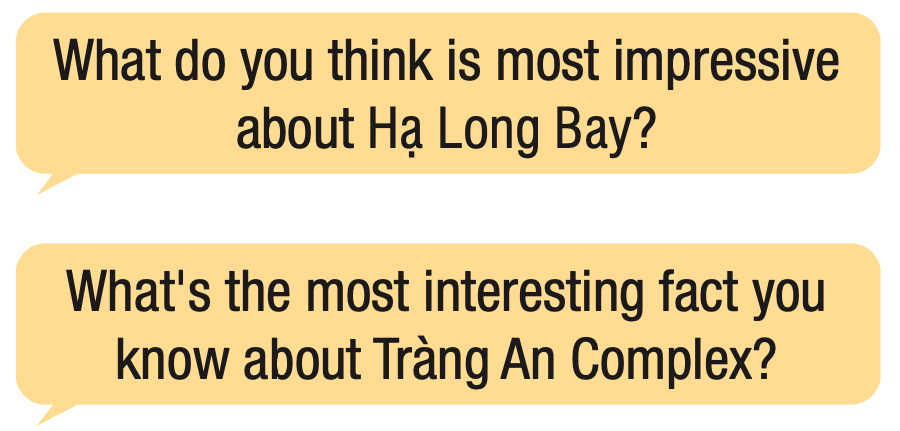 What do you think is most impressive
about Hạ Long Bay?
What's the most interesting fact you
know about Tràng An Complex?